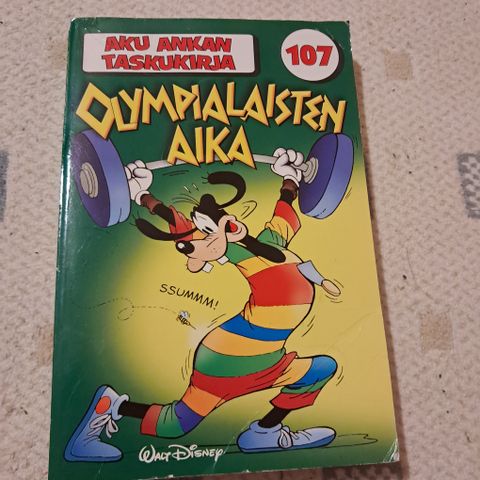 AKU ANKAN
TASKUKIRJA
107
OLYMPIALAISTEN
AIKA
SSUMMM!
WALT DISNEY